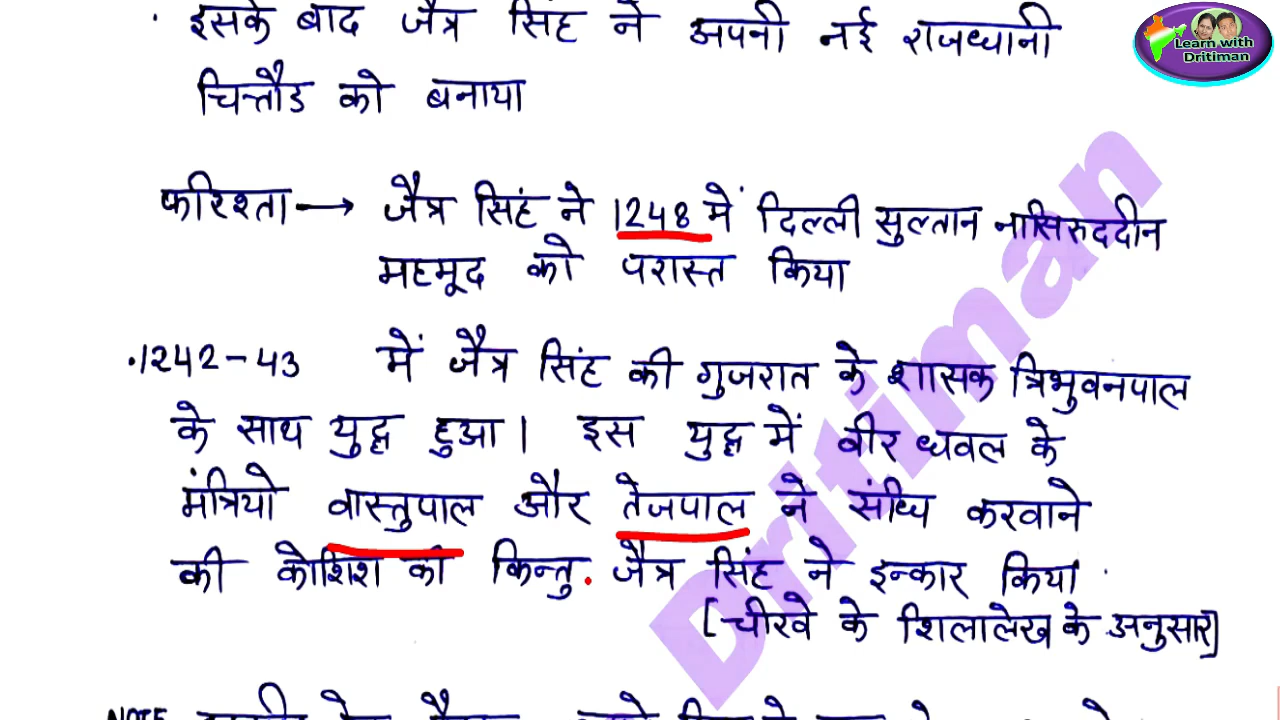 इसके बाद जैत्र सिंह ने अपनी नई राजधानी
चित्तौड को बनाया
फरिश्ता → जैत्र सिंह ने 1248 में दिल्ली सुल्तान नासिरुददीन
महमूद को परास्त किया
.1242-43 में जैत्र सिंह की गुजरात के शासक त्रिभुवनपाल
के साथ युद्ध हुआ। इस युद्ध में वीर धवल के
मंत्रियो वास्तुपाल और तेजपाल ने संधि करवाने
की कोशिश की किन्तु. जैत्र सिंह ने इन्कार किया
[चीरवे के शिलालेख के अनुसार]
NOTE
Learn with
Dritiman
Dritiman